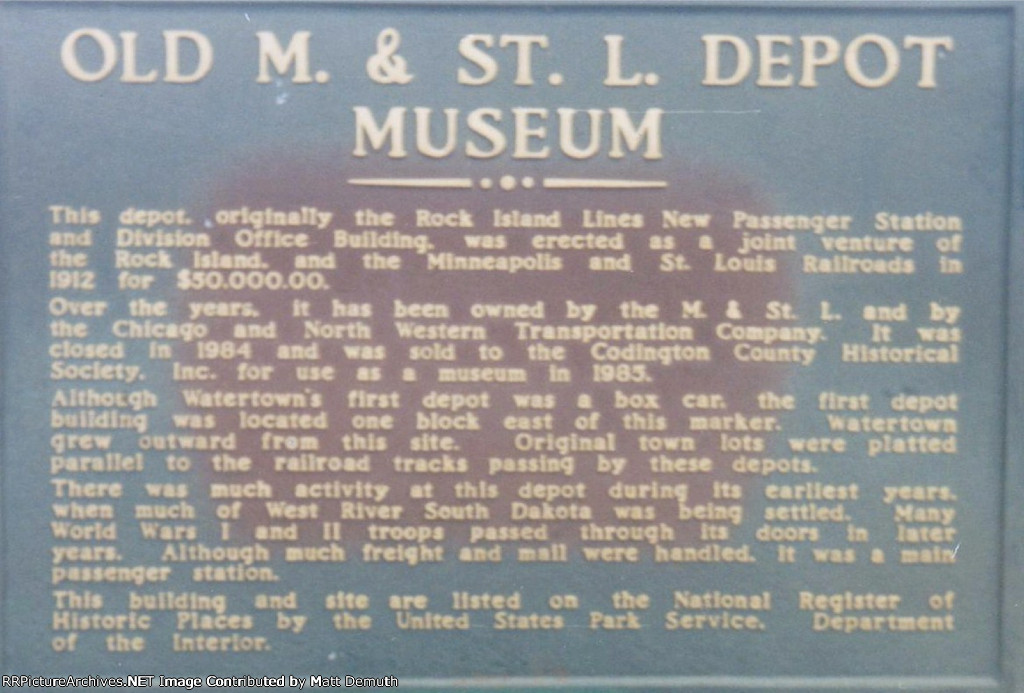 OLD M. & ST. L. DEPOT
MUSEUM
This depot, originally the Rock Island Lines New Passenger Station
and Division Office Building, was erected as a joint venture of
the Rock Island, and the Minneapolis and St. Louis Railroads in
1912 for $50,000.00.
Over the years, it has been owned by the M. & St. L. and by
the Chicago and North Western Transportation Company. It was
closed in 1984 and was sold to the Codington County Historical
Society, Inc. for use as a museum in 1985.
Although Watertown's first depot was a box car, the first depot
building was located one block east of this marker. Watertown
grew outward from this site. Original town lots were platted
parallel to the railroad tracks passing by these depots.
There was much activity at this depot during its earliest years,
when much of West River South Dakota was being settled. Many
World Wars I and II troops passed through its doors in later
years. Although much freight and mail were handled, it was a main
passenger station.
This building and site are listed on the National Register of
Historic Places by the United States Park Service, Department
of the Interior.
RRPictureArchives.NET Image Contributed by Matt Demuth